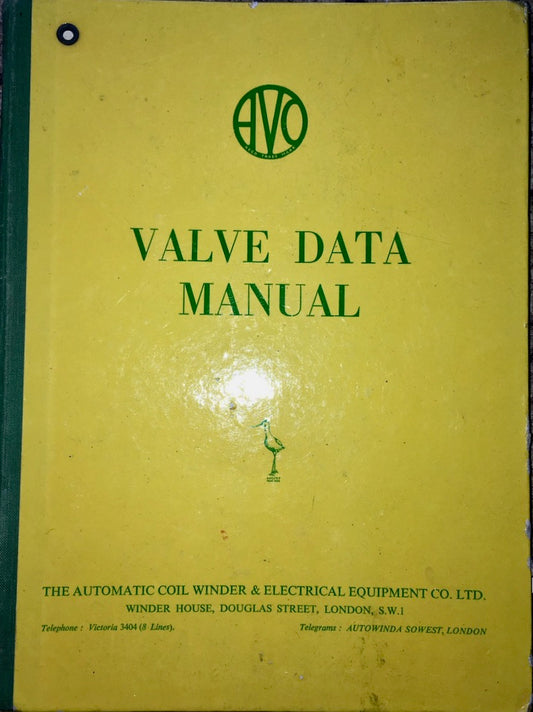 AVO
VALVE DATA
MANUAL
THE AUTOMATIC COIL WINDER & ELECTRICAL EQUIPMENT CO. LTD.
WINDER HOUSE, DOUGLAS STREET, LONDON, S.W.1
Telephone : Victoria 3404 (8 Lines). Telegrams : AUTOWINDA SOWEST, LONDON